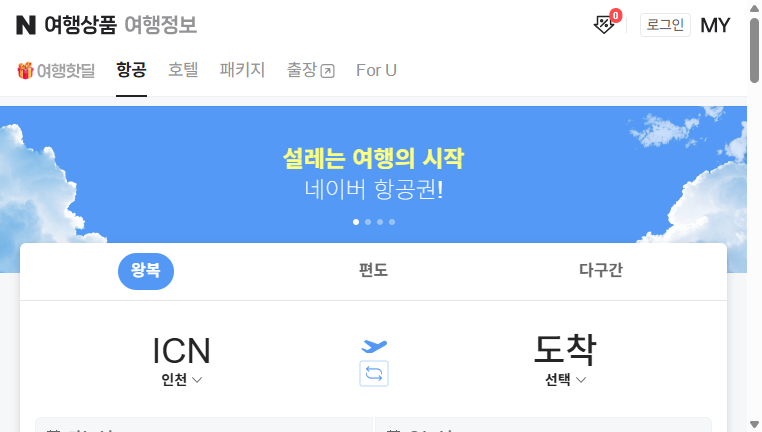 N 여행상품 여행정보
0
로그인 MY
여행핫딜 항공 호텔 패키지 출장 For U
설레는 여행의 시작
네이버 항공권!
왕복 편도 다구간
ICN 도착
인천 선택